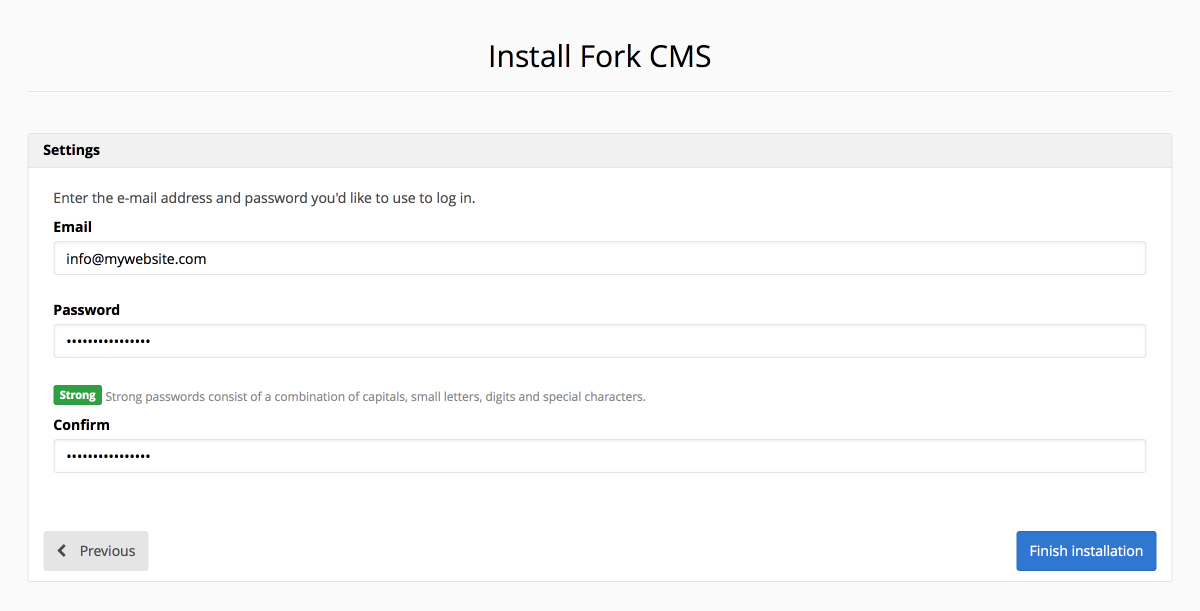 Install Fork CMS
Settings
Enter the e-mail address and password you'd like to use to log in.
Email
info@mywebsite.com
Password
••••••••••••••••
Strong Strong passwords consist of a combination of capitals, small letters, digits and special characters.
Confirm
••••••••••••••••
Previous
Finish installation